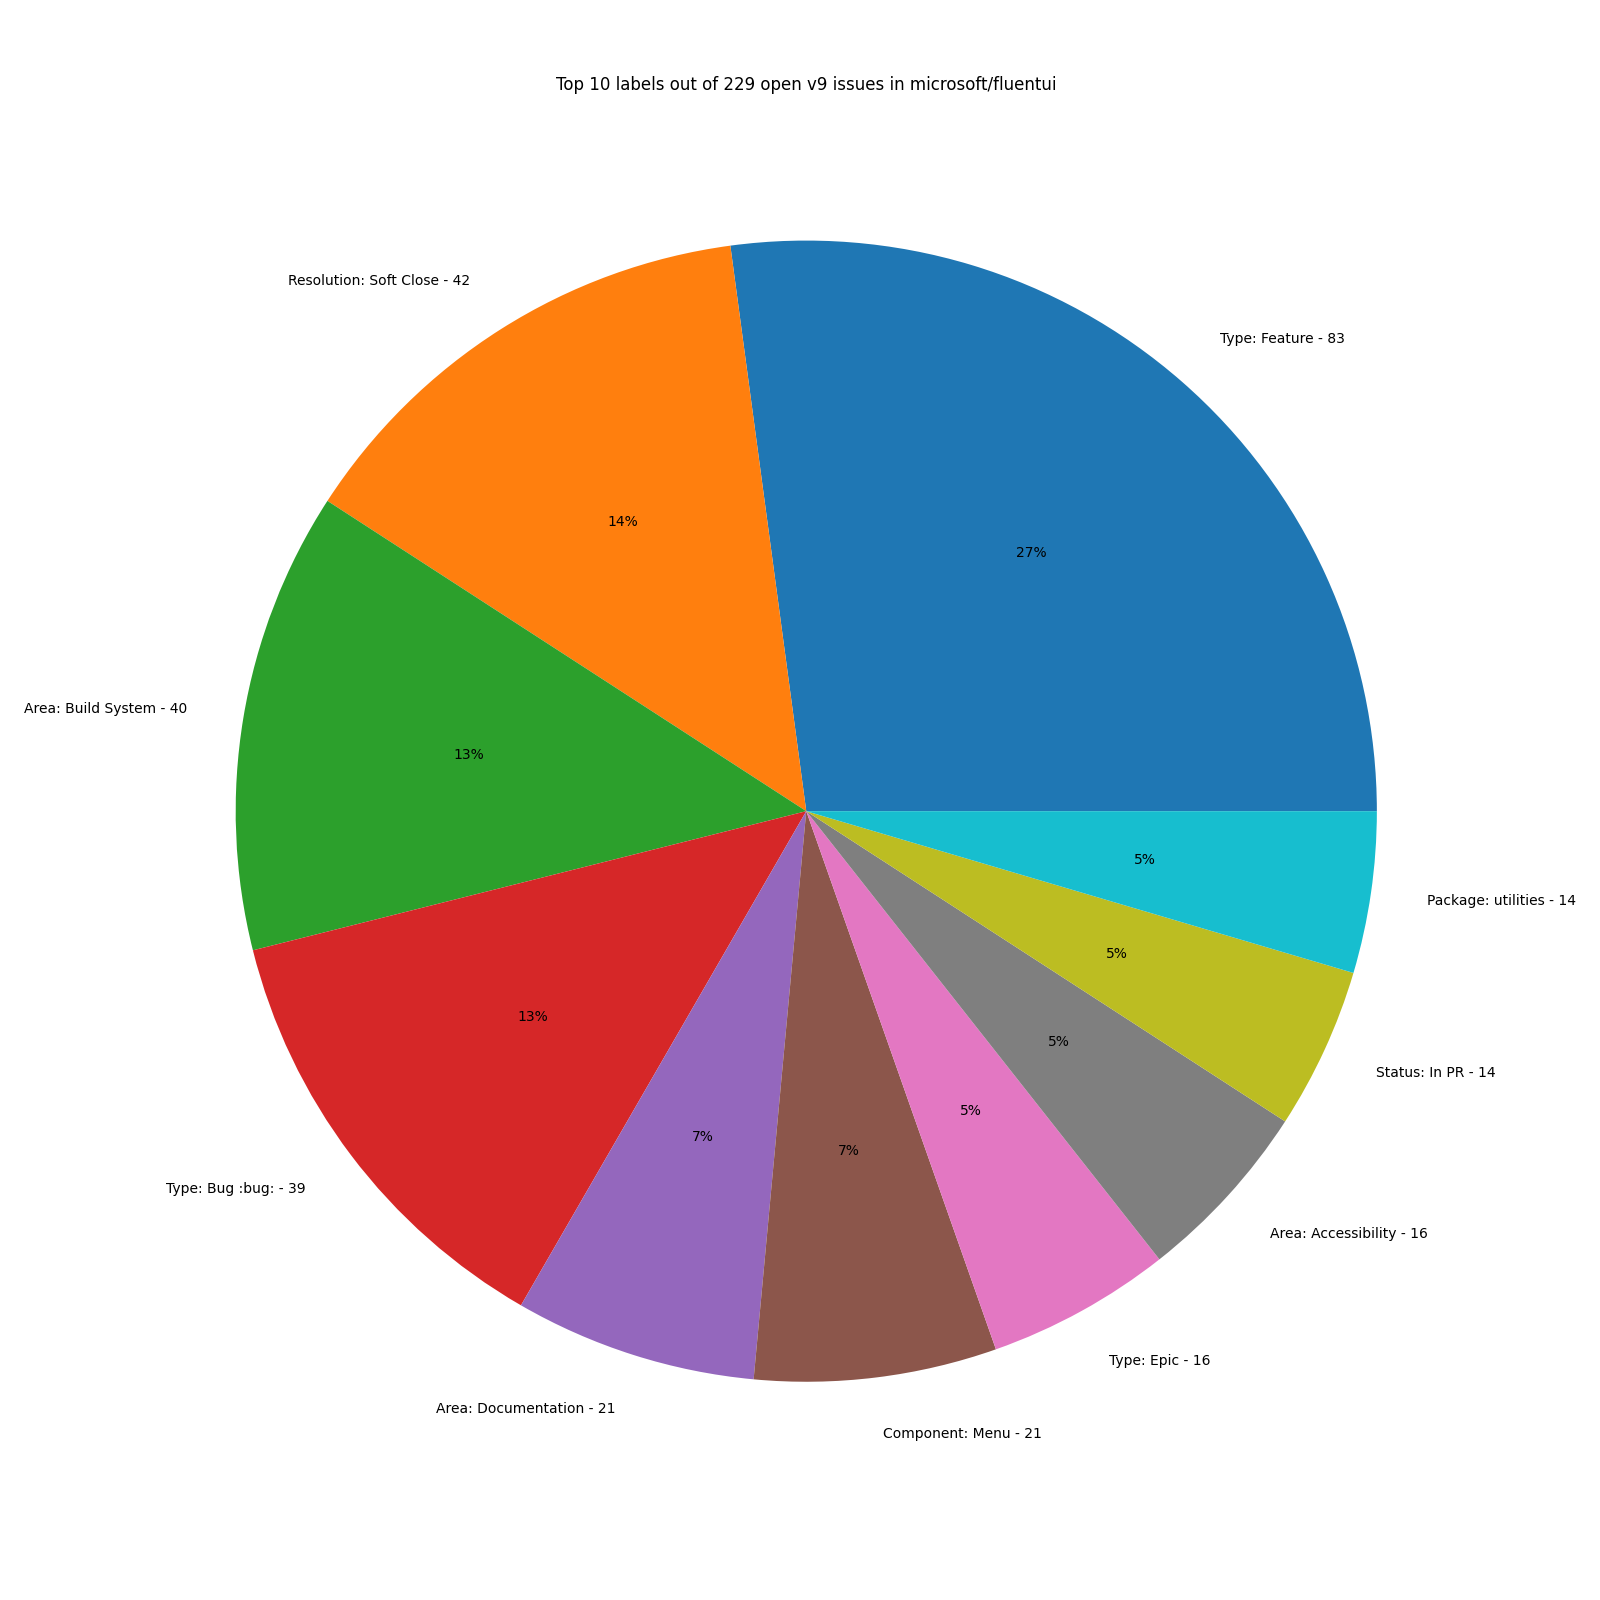 Top 10 labels out of 229 open v9 issues in microsoft/fluentui
Resolution: Soft Close - 42
Type: Feature - 83
14%
27%
Area: Build System - 40
13%
5%
Package: utilities - 14
5%
13%
5%
Status: In PR - 14
5%
7%
7%
Type: Bug :bug: - 39
Area: Accessibility - 16
Type: Epic - 16
Area: Documentation - 21
Component: Menu - 21